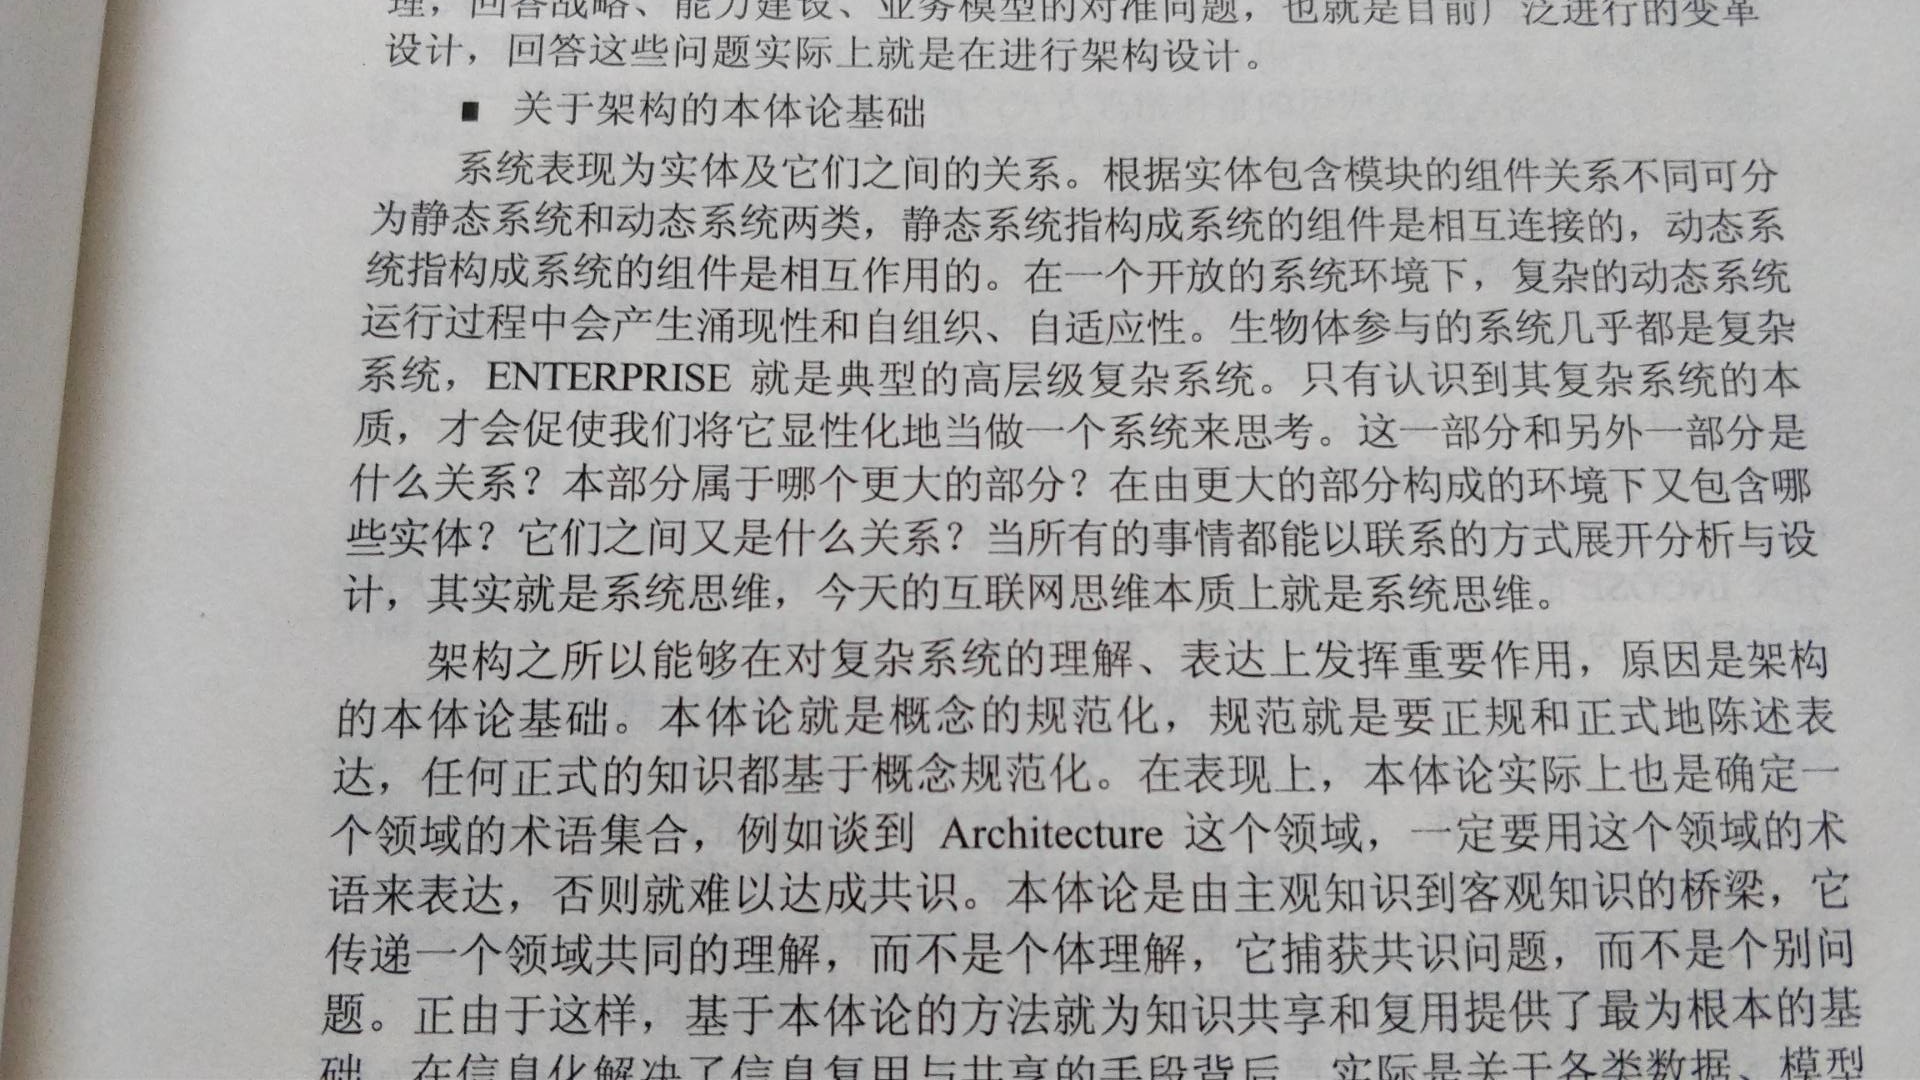 理，回答战略、能力建设、业务模型的对准问题，也就是目前广泛进行的变革
设计，回答这些问题实际上就是在进行架构设计。
■ 关于架构的本体论基础
系统表现为实体及它们之间的关系。根据实体包含模块的组件关系不同可分
为静态系统和动态系统两类，静态系统指构成系统的组件是相互连接的，动态系
统指构成系统的组件是相互作用的。在一个开放的系统环境下，复杂的动态系统
运行过程中会产生涌现性和自组织、自适应性。生物体参与的系统几乎都是复杂
系统，ENTERPRISE 就是典型的高层级复杂系统。只有认识到其复杂系统的本
质，才会促使我们将它显性化地当做一个系统来思考。这一部分和另外一部分是
什么关系？本部分属于哪个更大的部分？在由更大的部分构成的环境下又包含哪
些实体？它们之间又是什么关系？当所有的事情都能以联系的方式展开分析与设
计，其实就是系统思维，今天的互联网思维本质上就是系统思维。
架构之所以能够在对复杂系统的理解、表达上发挥重要作用，原因是架构
的本体论基础。本体论就是概念的规范化，规范就是要正规和正式地陈述表
达，任何正式的知识都基于概念规范化。在表现上，本体论实际上也是确定一
个领域的术语集合，例如谈到 Architecture 这个领域，一定要用这个领域的术
语来表达，否则就难以达成共识。本体论是由主观知识到客观知识的桥梁，它
传递一个领域共同的理解，而不是个体理解，它捕获共识问题，而不是个别问
题。正由于这样，基于本体论的方法就为知识共享和复用提供了最为根本的基
础。在信息化解决了信息复用与共享的手段背后，实际是关于各类数据、模型